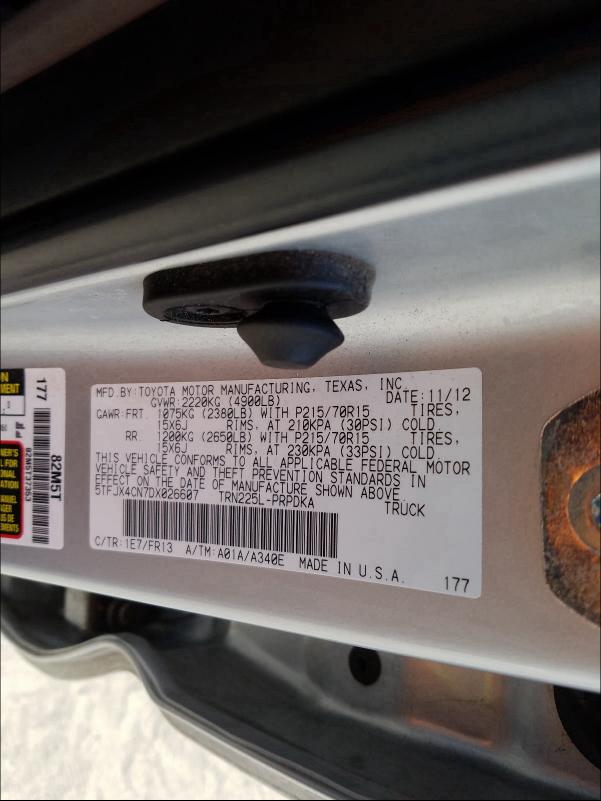 MFD.BY:TOYOTA MOTOR MANUFACTURING, TEXAS, INC.
GVWR:2220KG (4900LB) DATE:11/12
GAWR:FRT. 1075KG (2380LB) WITH P215/70R15 TIRES,
15X6J RIMS, AT 210KPA (30PSI) COLD.
RR. 1200KG (2650LB) WITH P215/70R15 TIRES,
15X6J RIMS, AT 230KPA (33PSI) COLD.
THIS VEHICLE CONFORMS TO ALL APPLICABLE FEDERAL MOTOR
VEHICLE SAFETY AND THEFT PREVENTION STANDARDS IN
EFFECT ON THE DATE OF MANUFACTURE SHOWN ABOVE.
5TFJX4CN7DX026607 TRN225L-PRPDKA TRUCK
C/TR:1E7/FR13 A/TM:A01A/A340E MADE IN U.S.A.
177
177
82M5T